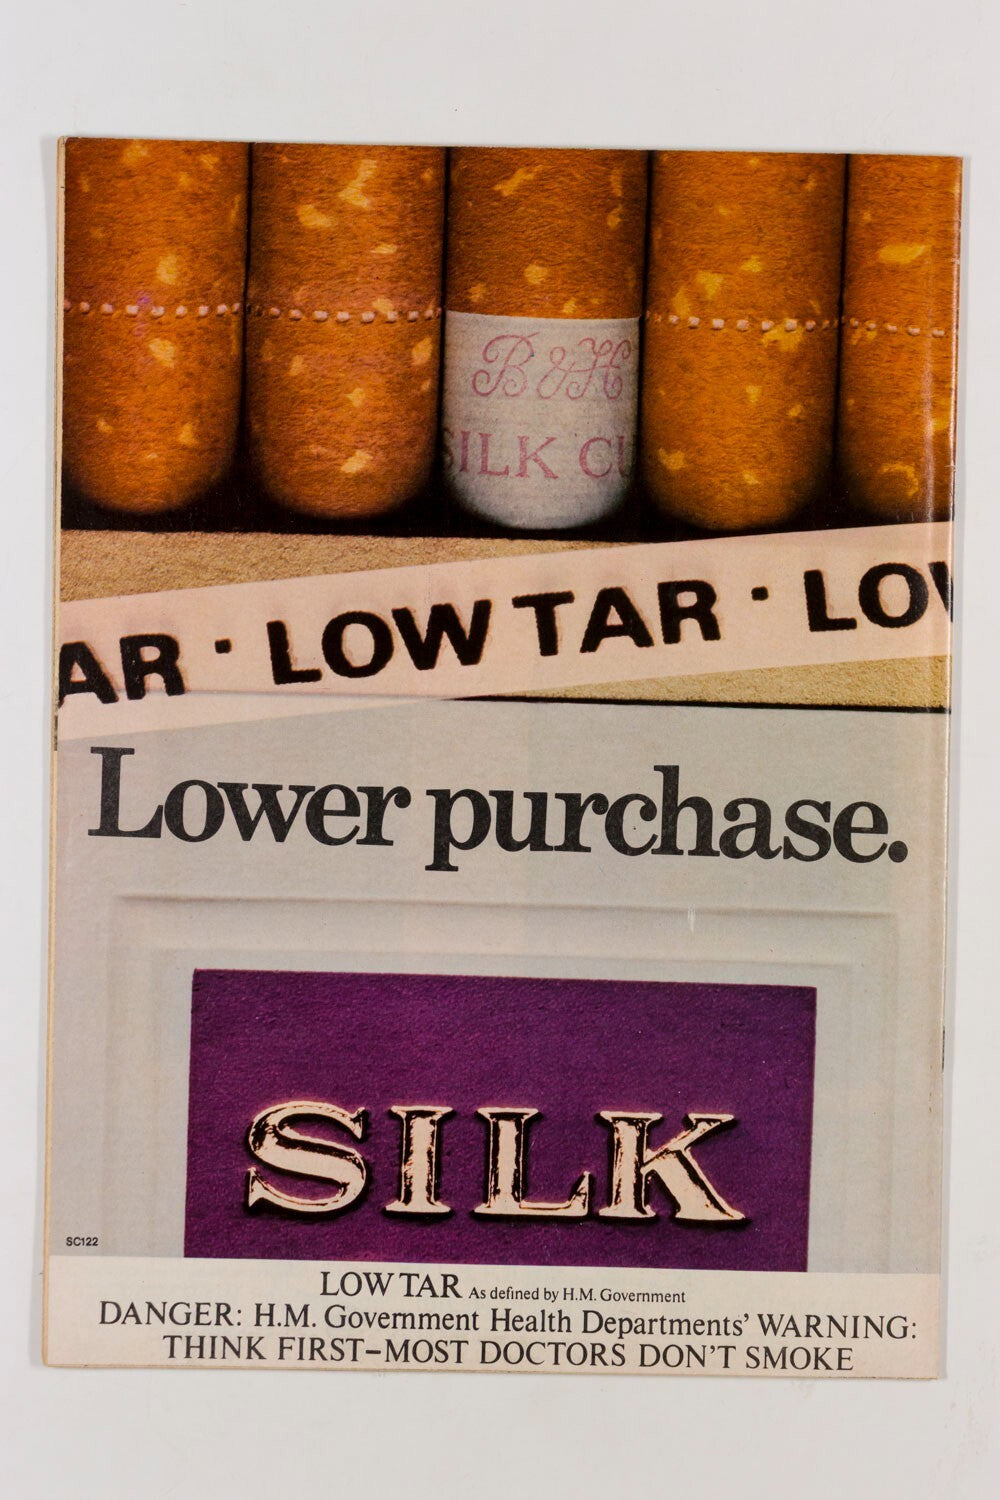 B&H
SILK CU
AR · LOW TAR · LOW
Lower purchase.
SILK
SC122
LOW TAR As defined by H.M. Government
DANGER: H.M. Government Health Departments' WARNING:
THINK FIRST–MOST DOCTORS DON'T SMOKE